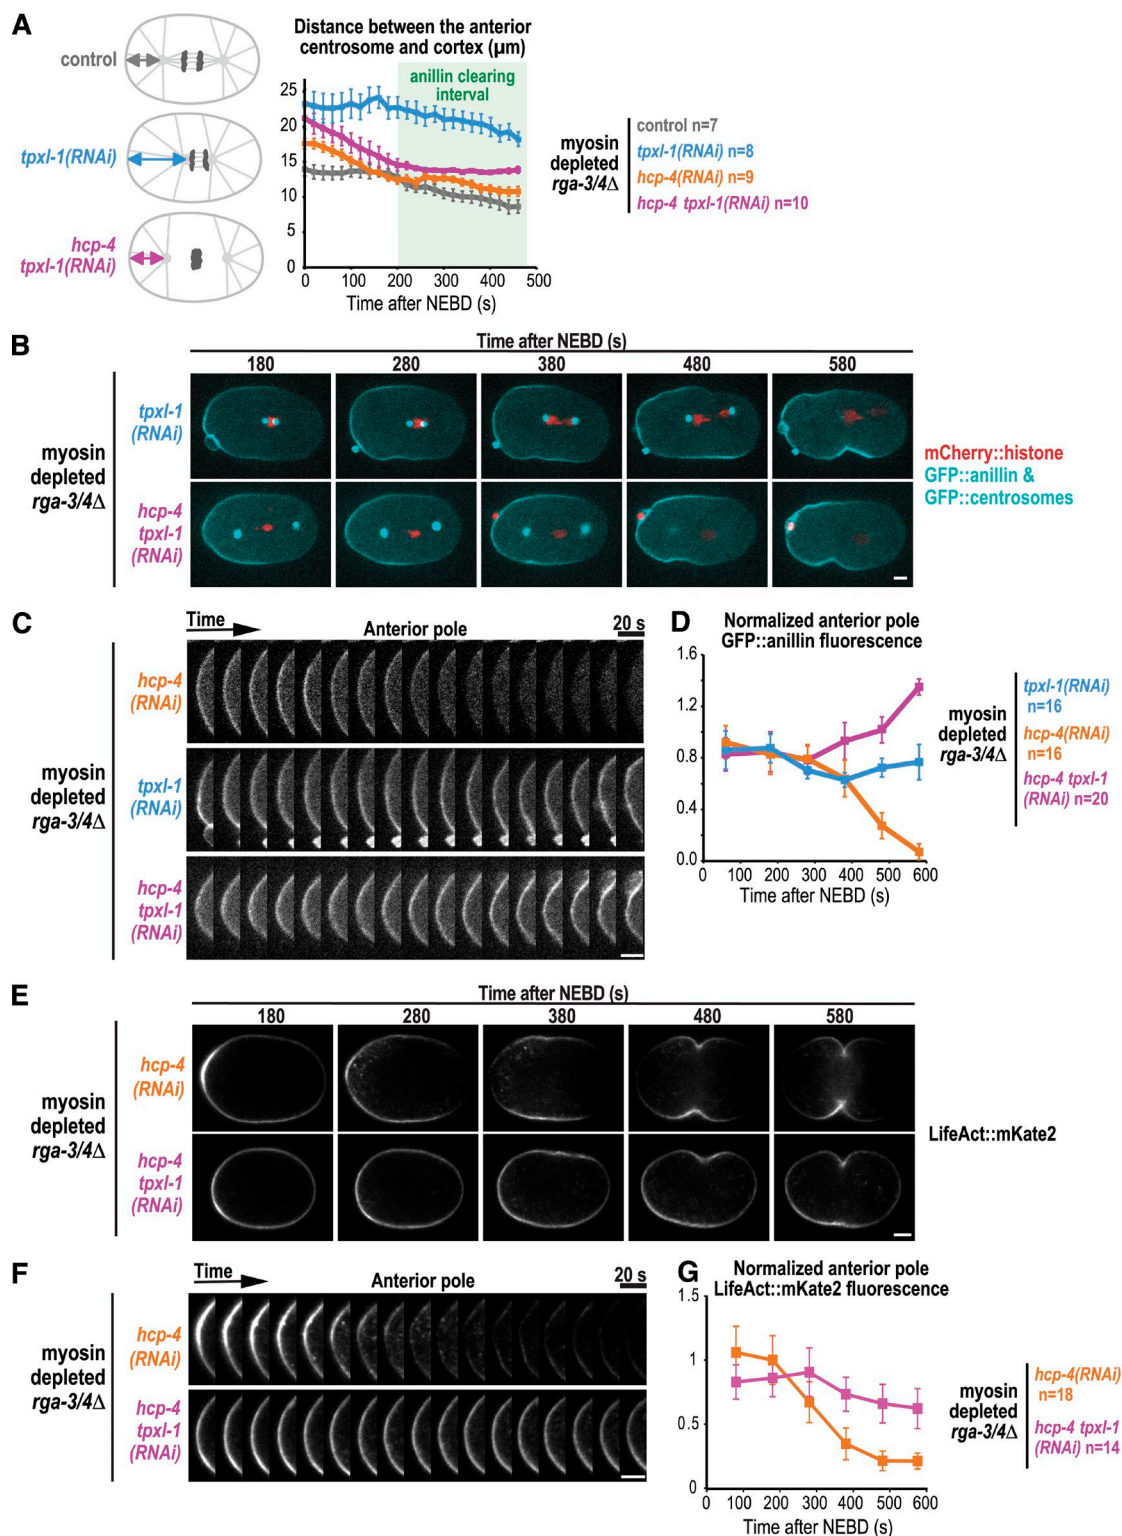 A
control
tpxl-1(RNAi)
hcp-4
tpxl-1(RNAi)
Distance between the anterior
centrosome and cortex (µm)
anillin clearing
interval
25
20
15
10
5
0
0 100 200 300 400 500
Time after NEBD (s)
myosin
depleted
rga-3/4Δ
control n=7
tpxl-1(RNAi) n=8
hcp-4(RNAi) n=9
hcp-4 tpxl-1(RNAi) n=10
B
Time after NEBD (s)
180 280 380 480 580
myosin
depleted
rga-3/4Δ
tpxl-1
(RNAi)
hcp-4
tpxl-1
(RNAi)
mCherry::histone
GFP::anillin &
GFP::centrosomes
C
Time
Anterior pole
20 s
hcp-4
(RNAi)
myosin
depleted
rga-3/4Δ
tpxl-1
(RNAi)
hcp-4
tpxl-1
(RNAi)
D
Normalized anterior pole
GFP::anillin fluorescence
1.6
1.2
0.8
0.4
0.0
0 100 200 300 400 500 600
Time after NEBD (s)
myosin
depleted
rga-3/4Δ
tpxl-1(RNAi)
n=16
hcp-4(RNAi)
n=16
hcp-4 tpxl-1
(RNAi) n=20
E
Time after NEBD (s)
180 280 380 480 580
myosin
depleted
rga-3/4Δ
hcp-4
(RNAi)
hcp-4
tpxl-1
(RNAi)
LifeAct::mKate2
F
Time
Anterior pole
20 s
myosin
depleted
rga-3/4Δ
hcp-4
(RNAi)
hcp-4
tpxl-1
(RNAi)
G
Normalized anterior pole
LifeAct::mKate2 fluorescence
1.5
1
0.5
0
0 100 200 300 400 500 600
Time after NEBD (s)
myosin
depleted
rga-3/4Δ
hcp-4(RNAi)
n=18
hcp-4 tpxl-1
(RNAi) n=14